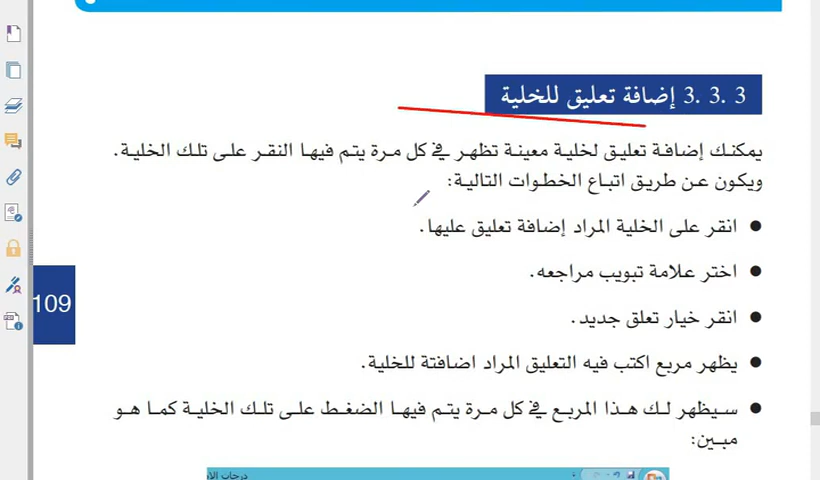 3.3.3 إضافة تعليق للخلية
يمكنك إضافة تعليق لخلية معينة تظهر في كل مرة يتم فيها النقر على تلك الخلية.
ويكون عن طريق اتباع الخطوات التالية:
● انقر على الخلية المراد إضافة تعليق عليها.
● اختر علامة تبويب مراجعه.
● انقر خيار تعلق جديد.
● يظهر مربع اكتب فيه التعليق المراد اضافتة للخلية.
● سيظهر لك هذا المربع في كل مرة يتم فيها الضغط على تلك الخلية كما هو
مبين:
109